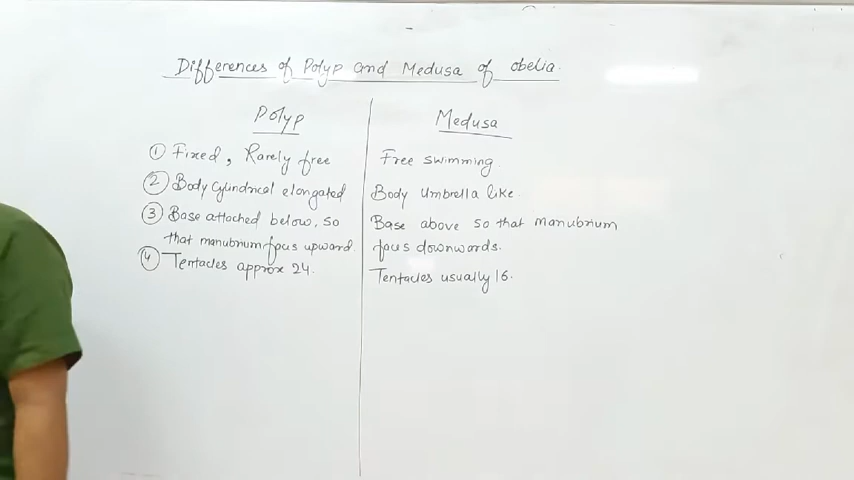 Differences of Polyp and Medusa of obelia.
Polyp
① Fixed, Rarely free
② Body Cylindrical elongated
③ Base attached below, so
that manubrium faces upward.
④ Tentacles approx 24.
Medusa
Free swimming.
Body Umbrella like.
Base above so that manubrium
faces downwards.
Tentacles usually 16.